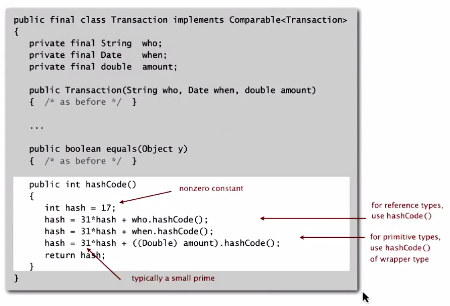 public final class Transaction implements Comparable<Transaction>
{
private final String who;
private final Date when;
private final double amount;
public Transaction(String who, Date when, double amount)
{ /* as before */ }
...
public boolean equals(Object y)
{ /* as before */ }
public int hashCode()
{
nonzero constant
int hash = 17;
hash = 31*hash + who.hashCode();
hash = 31*hash + when.hashCode();
hash = 31*hash + ((Double) amount).hashCode();
return hash;
}
typically a small prime
}
for reference types,
use hashCode()
for primitive types,
use hashCode()
of wrapper type